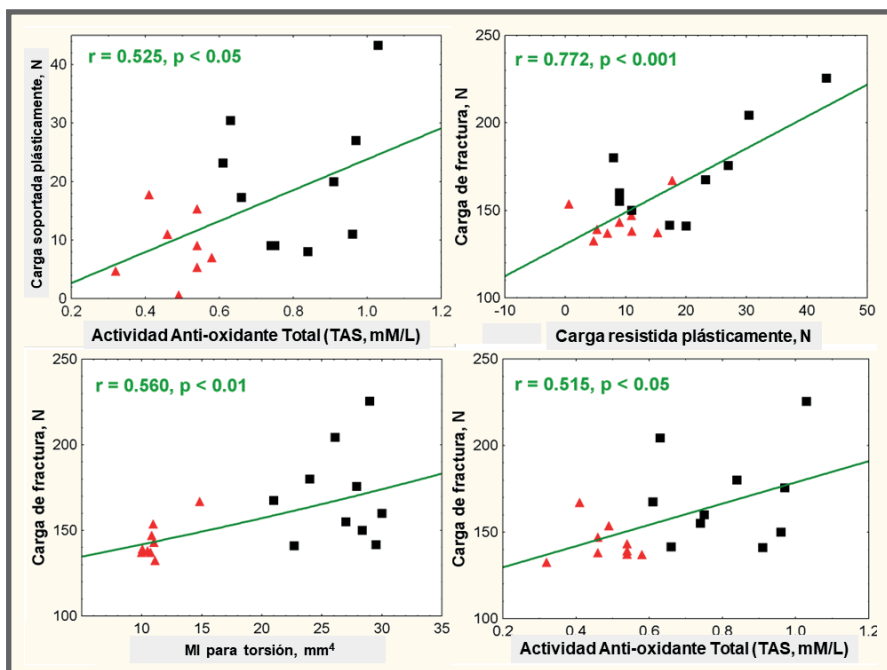 r = 0.525, p < 0.05
Carga soportada plásticamente, N
40
30
20
10
0
0.2 0.4 0.6 0.8 1.0 1.2
Actividad Anti-oxidante Total (TAS, mM/L)
r = 0.772, p < 0.001
Carga de fractura, N
250
200
150
100
-10 0 10 20 30 40 50
Carga resistida plásticamente, N
r = 0.560, p < 0.01
Carga de fractura, N
250
200
150
100
10 15 20 25 30 35
MI para torsión, mm⁴
r = 0.515, p < 0.05
Carga de fractura, N
250
200
150
100
0.2 0.4 0.6 0.8 1.0 1.2
Actividad Anti-oxidante Total (TAS, mM/L)